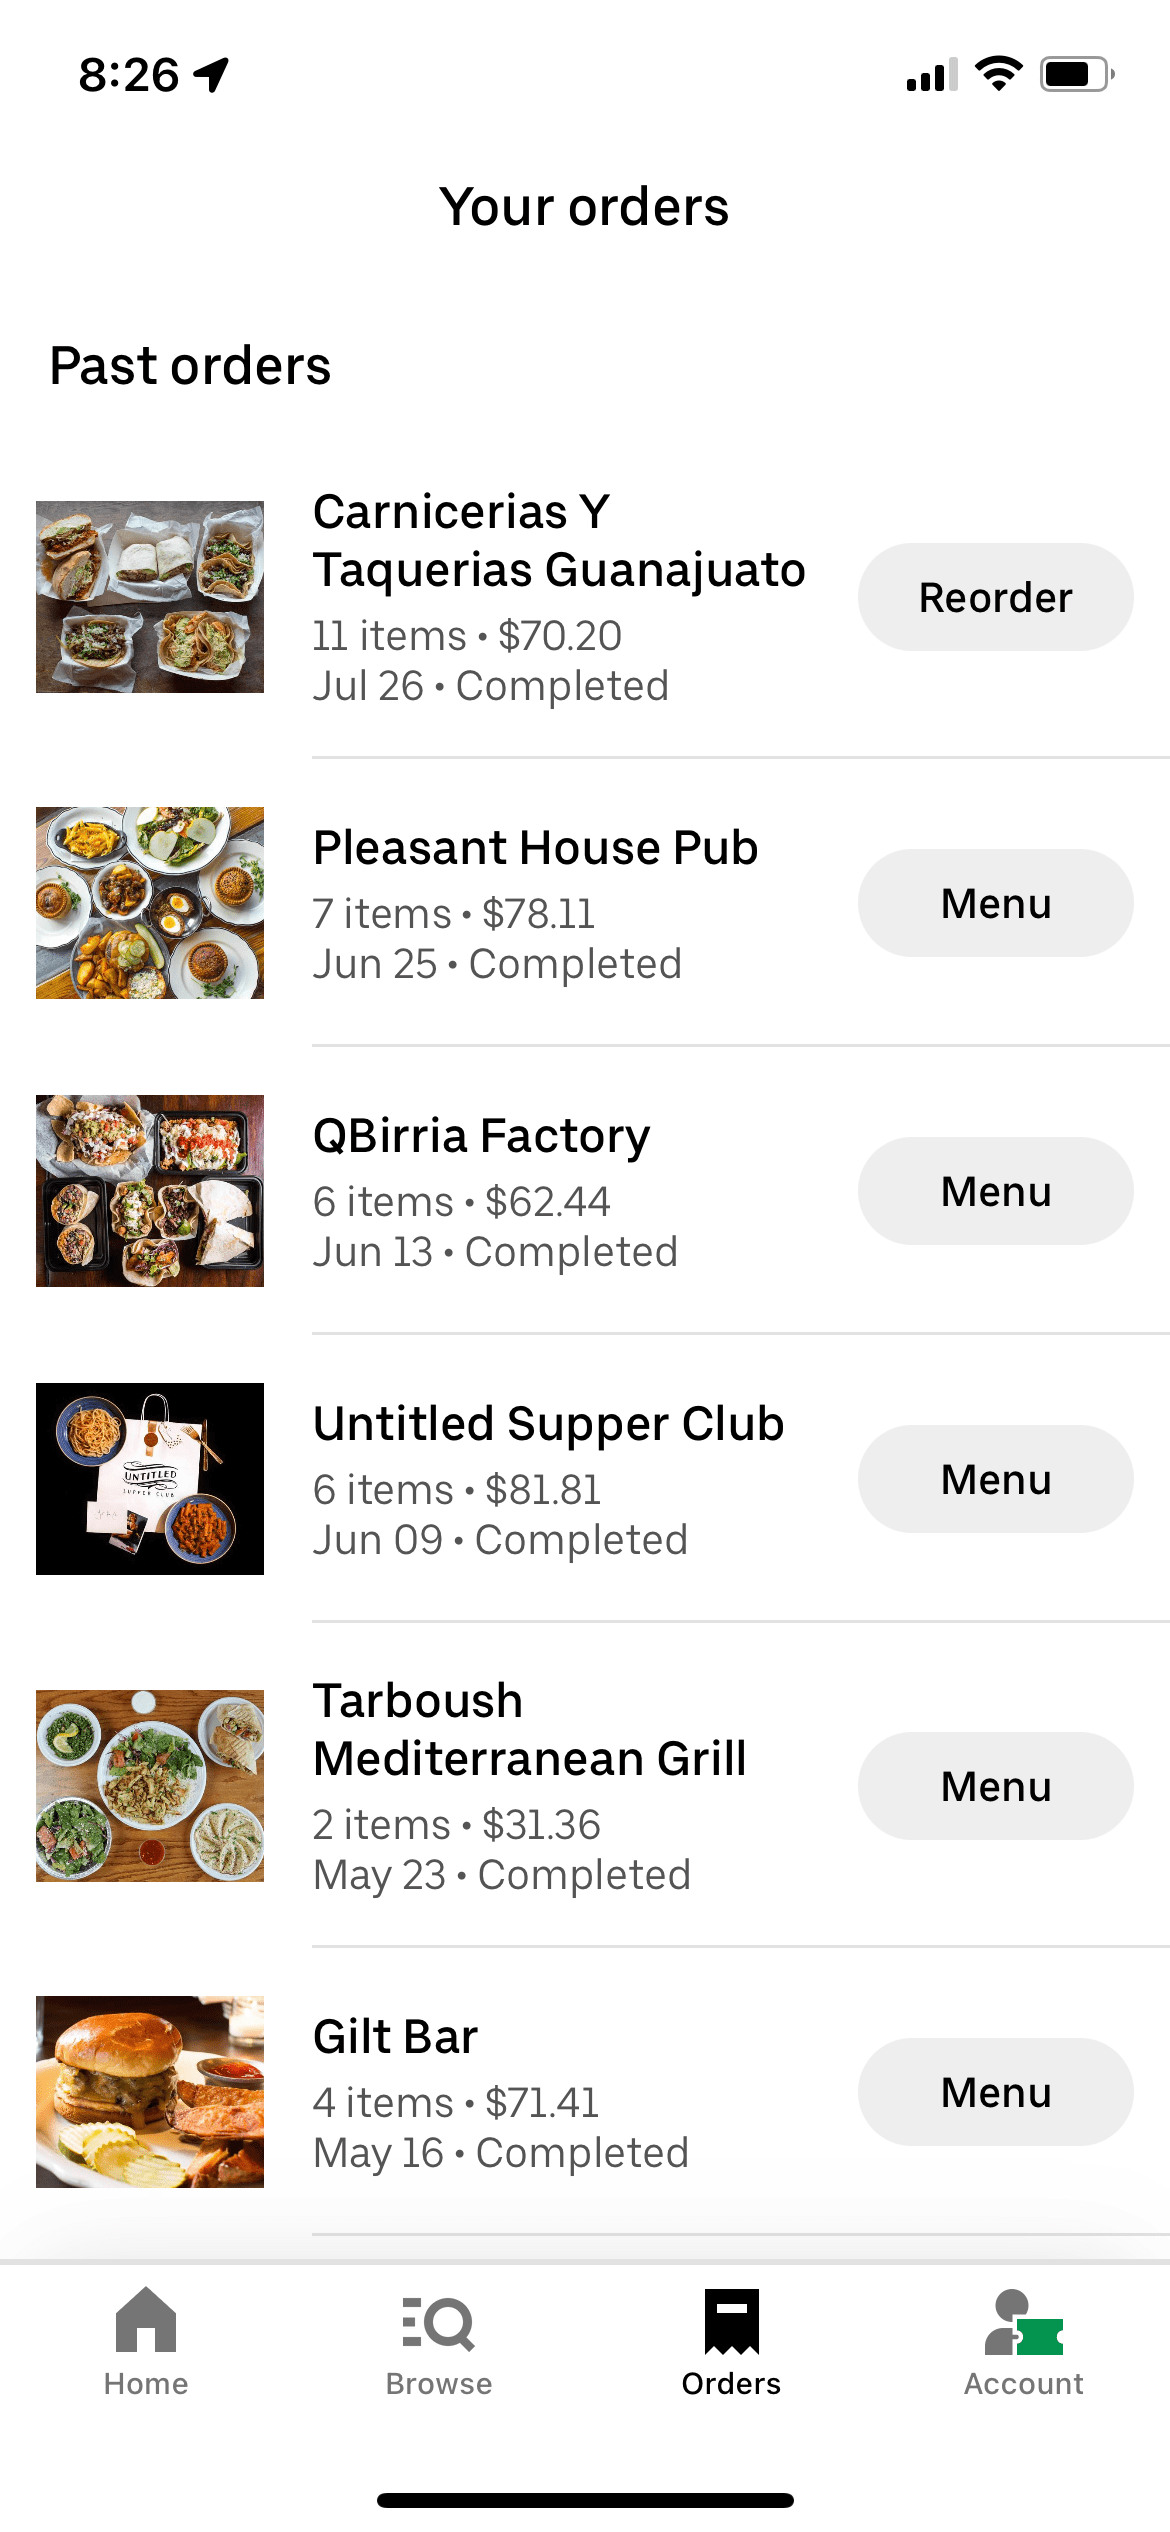 8:26
Your orders
Past orders
Carnicerias Y
Taquerias Guanajuato
11 items • $70.20
Jul 26 • Completed
Reorder
Pleasant House Pub
7 items • $78.11
Jun 25 • Completed
Menu
QBirria Factory
6 items • $62.44
Jun 13 • Completed
Menu
UNTITLED
SUPPER CLUB
Untitled Supper Club
6 items • $81.81
Jun 09 • Completed
Menu
Tarboush
Mediterranean Grill
2 items • $31.36
May 23 • Completed
Menu
Gilt Bar
4 items • $71.41
May 16 • Completed
Menu
Home
Browse
Orders
Account